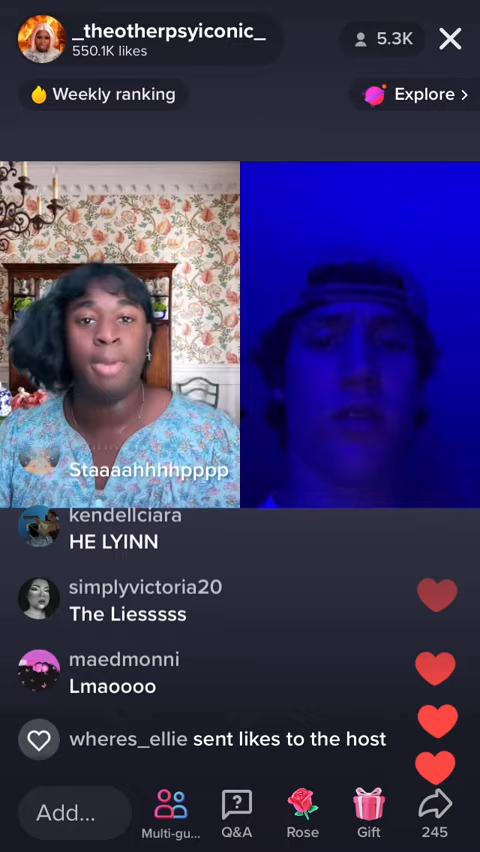 _theotherpsyiconic_
550.1K likes
5.3K
Weekly ranking
Explore >
Staaaahhhhpppp
kendellciara
HE LYINN
simplyvictoria20
The Liesssss
maedmonni
Lmaoooo
wheres_ellie sent likes to the host
Add...
Multi-gu...
Q&A
Rose
Gift
245